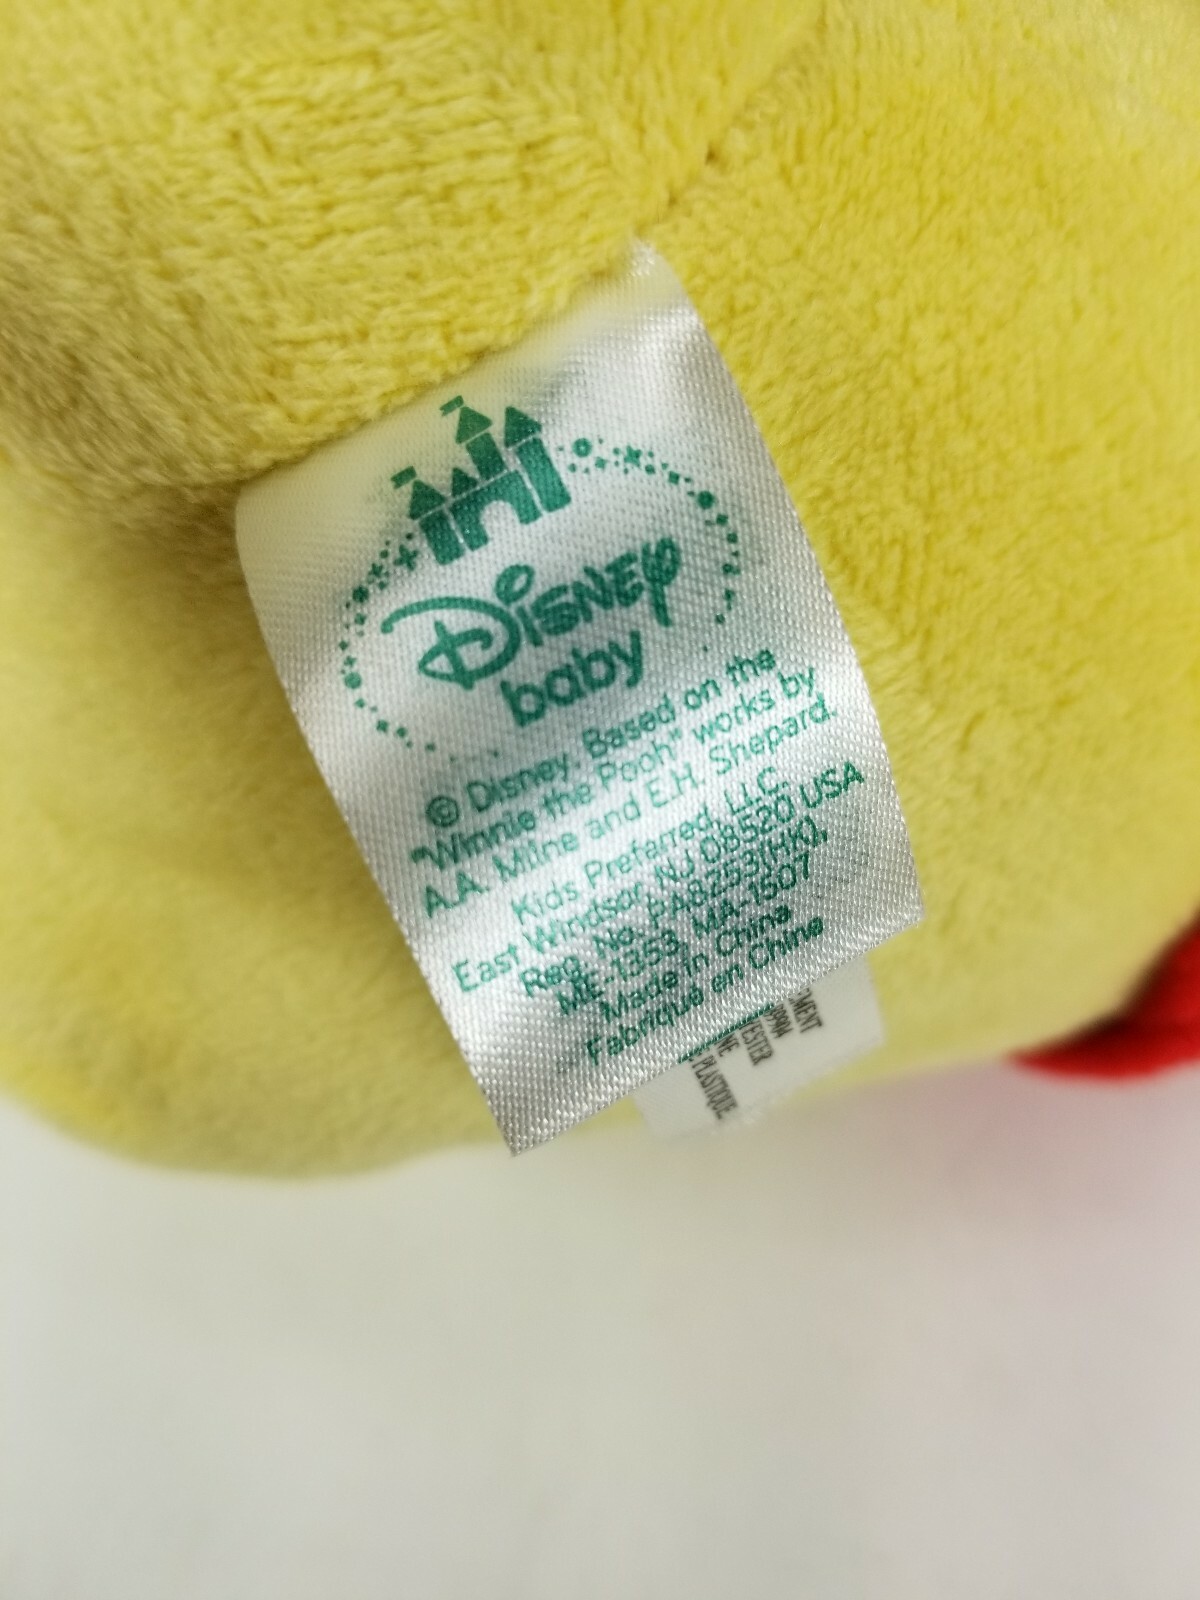 Disney
baby
© Disney. Based on the
"Winnie the Pooh" works by
A.A. Milne and E.H. Shepard.
Kids Preferred, LLC.
East Windsor, NJ 08520 USA
Reg. No. PA8253(HK),
ME-1353, MA-1507
Made in China
Fabriqué en Chine
PLASTIQUE